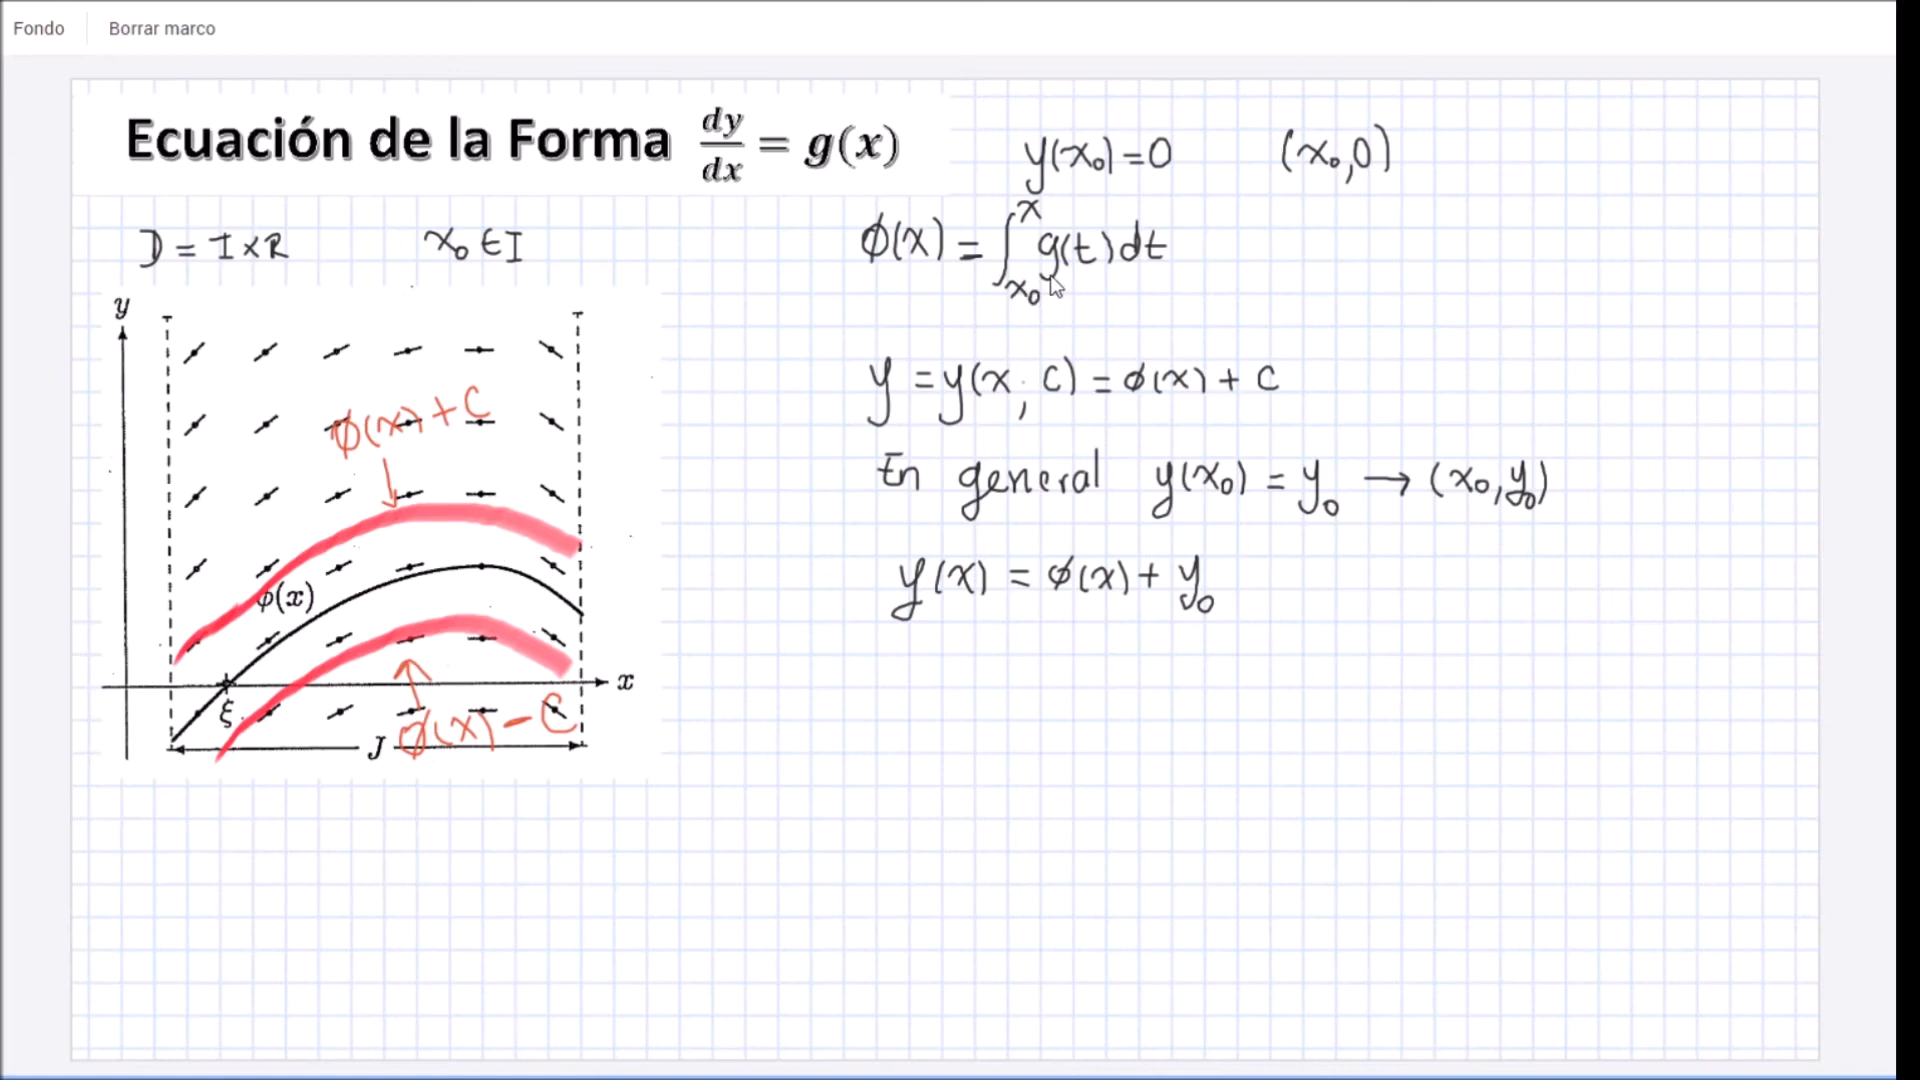 Fondo
Borrar marco
Ecuación de la Forma dy/dx = g(x)
y(x₀)=0 (x₀,0)
D = I×R x₀ ∈ I
ϕ(x) = ∫ₓ₀ˣ g(t)dt
y
ϕ(x)+C
y = y(x, c) = ϕ(x) + c
En general y(x₀) = y₀ → (x₀,y₀)
y(x) = ϕ(x) + y₀
ϕ(x)
x
ξ
ϕ(x) - C
J